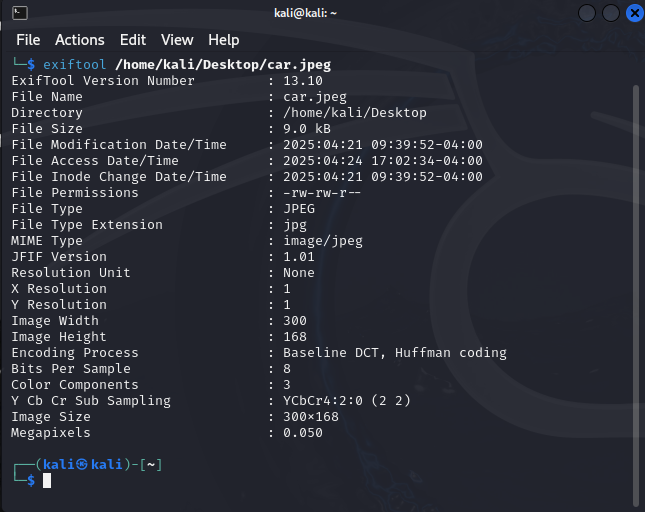 kali@kali: ~
File Actions Edit View Help
└─$ exiftool /home/kali/Desktop/car.jpeg
ExifTool Version Number : 13.10
File Name : car.jpeg
Directory : /home/kali/Desktop
File Size : 9.0 kB
File Modification Date/Time : 2025:04:21 09:39:52-04:00
File Access Date/Time : 2025:04:24 17:02:34-04:00
File Inode Change Date/Time : 2025:04:21 09:39:52-04:00
File Permissions : -rw-rw-r--
File Type : JPEG
File Type Extension : jpg
MIME Type : image/jpeg
JFIF Version : 1.01
Resolution Unit : None
X Resolution : 1
Y Resolution : 1
Image Width : 300
Image Height : 168
Encoding Process : Baseline DCT, Huffman coding
Bits Per Sample : 8
Color Components : 3
Y Cb Cr Sub Sampling : YCbCr4:2:0 (2 2)
Image Size : 300×168
Megapixels : 0.050
┌──(kali㉿kali)-[~]
└─$